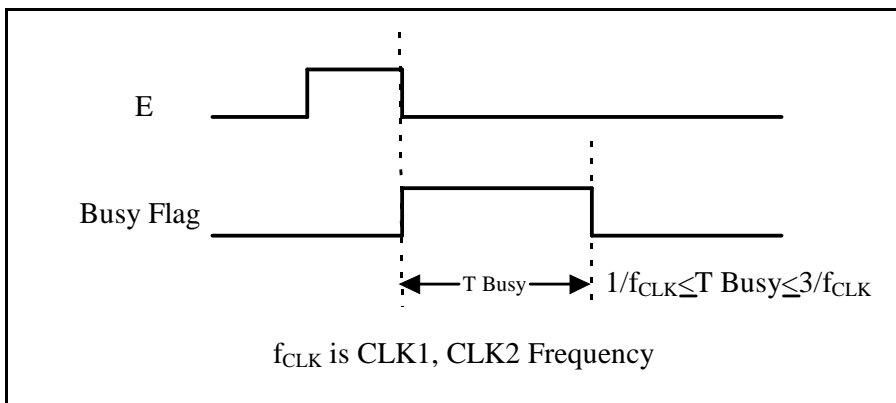 E
Busy Flag
T Busy
1/fCLK≤T Busy≤3/fCLK
fCLK is CLK1, CLK2 Frequency